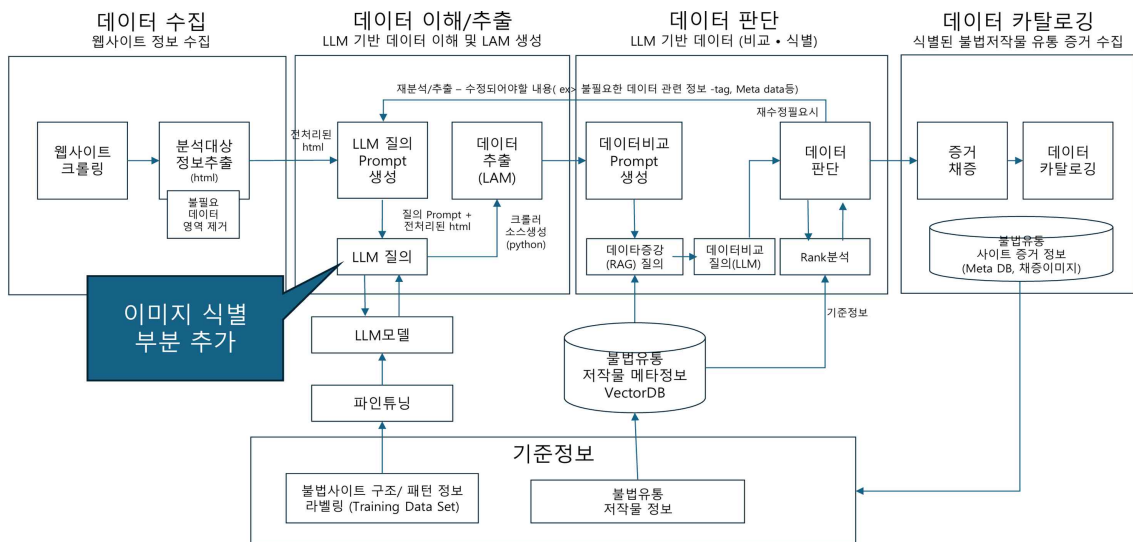 데이터 수집
웹사이트 정보 수집
데이터 이해/추출
LLM 기반 데이터 이해 및 LAM 생성
데이터 판단
LLM 기반 데이터 (비교 • 식별)
데이터 카탈로깅
식별된 불법저작물 유통 증거 수집
재분석/추출 – 수정되어야할 내용( ex> 불필요한 데이터 관련 정보 -tag, Meta data등)
재수정필요시
웹사이트
크롤링
분석대상
정보추출
(html)
불필요
데이터
영역 제거
전처리된
html
LLM 질의
Prompt
생성
데이터
추출
(LAM)
질의 Prompt +
전처리된 html
크롤러
소스생성
(python)
LLM 질의
데이터비교
Prompt
생성
데이터
판단
데이타증강
(RAG) 질의
데이터비교
질의(LLM)
Rank분석
증거
채증
데이터
카탈로깅
불법유통
사이트 증거 정보
(Meta DB, 채증이미지)
이미지 식별
부분 추가
LLM모델
파인튜닝
불법유통
저작물 메타정보
VectorDB
기준정보
기준정보
불법사이트 구조/ 패턴 정보
라벨링 (Training Data Set)
불법유통
저작물 정보